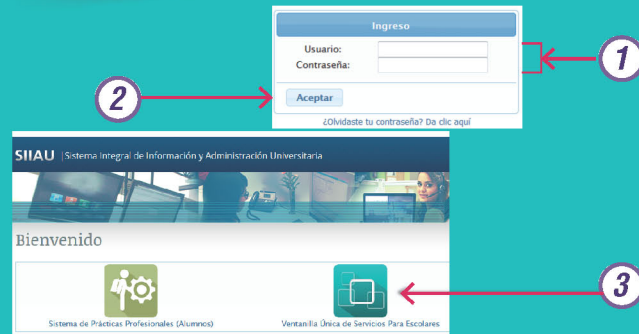 Ingreso
Usuario:
Contraseña:
1
2
Aceptar
¿Olvidaste tu contraseña? Da clic aquí
SIIAU | Sistema Integral de Información y Administración Universitaria
Bienvenido
3
Sistema de Prácticas Profesionales (Alumnos)
Ventanilla Única de Servicios Para Escolares